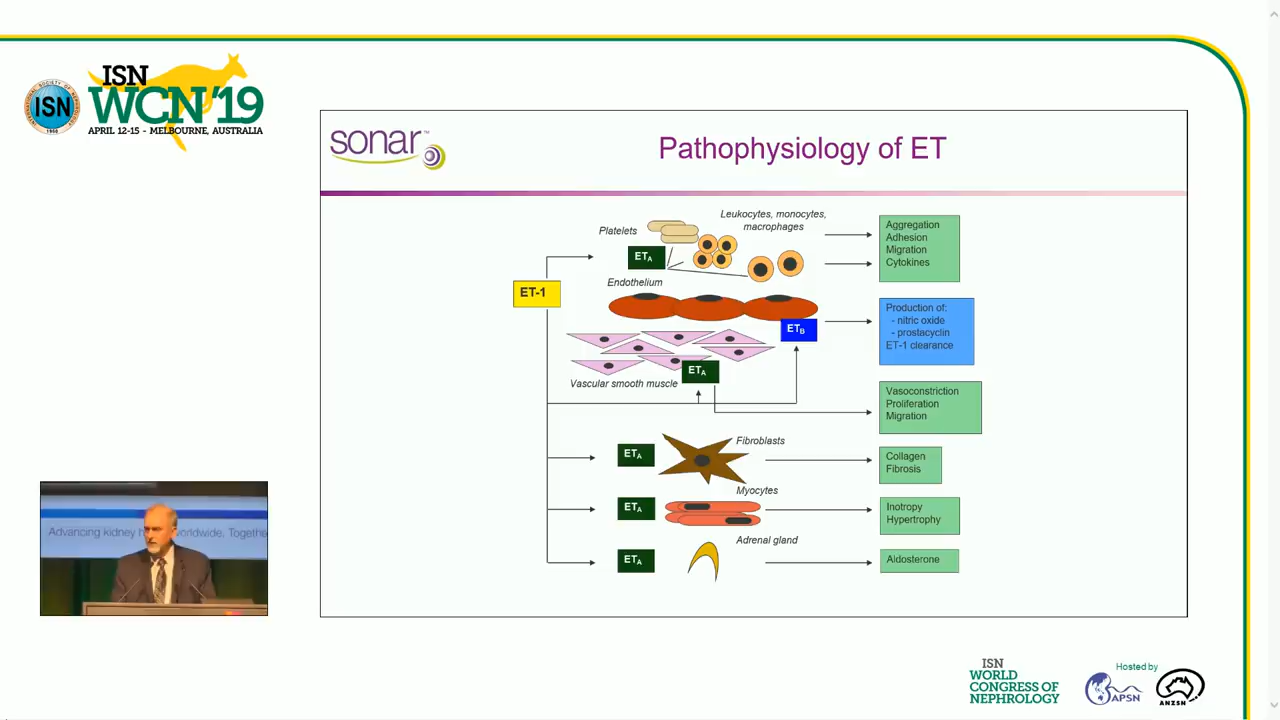 ISN
WCN'19
APRIL 12-15 - MELBOURNE, AUSTRALIA
ISN
sonar™
Pathophysiology of ET
Leukocytes, monocytes,
macrophages
Platelets
ETA
Endothelium
ET-1
ETB
ETA
Vascular smooth muscle
Aggregation
Adhesion
Migration
Cytokines
Production of:
- nitric oxide
- prostacyclin
ET-1 clearance
Vasoconstriction
Proliferation
Migration
ETA
Fibroblasts
Collagen
Fibrosis
ETA
Myocytes
Inotropy
Hypertrophy
ETA
Adrenal gland
Aldosterone
Advancing kidney
worldwide. Togethe
ISN
WORLD
CONGRESS OF
NEPHROLOGY
Hosted by
APSN
ANZSN